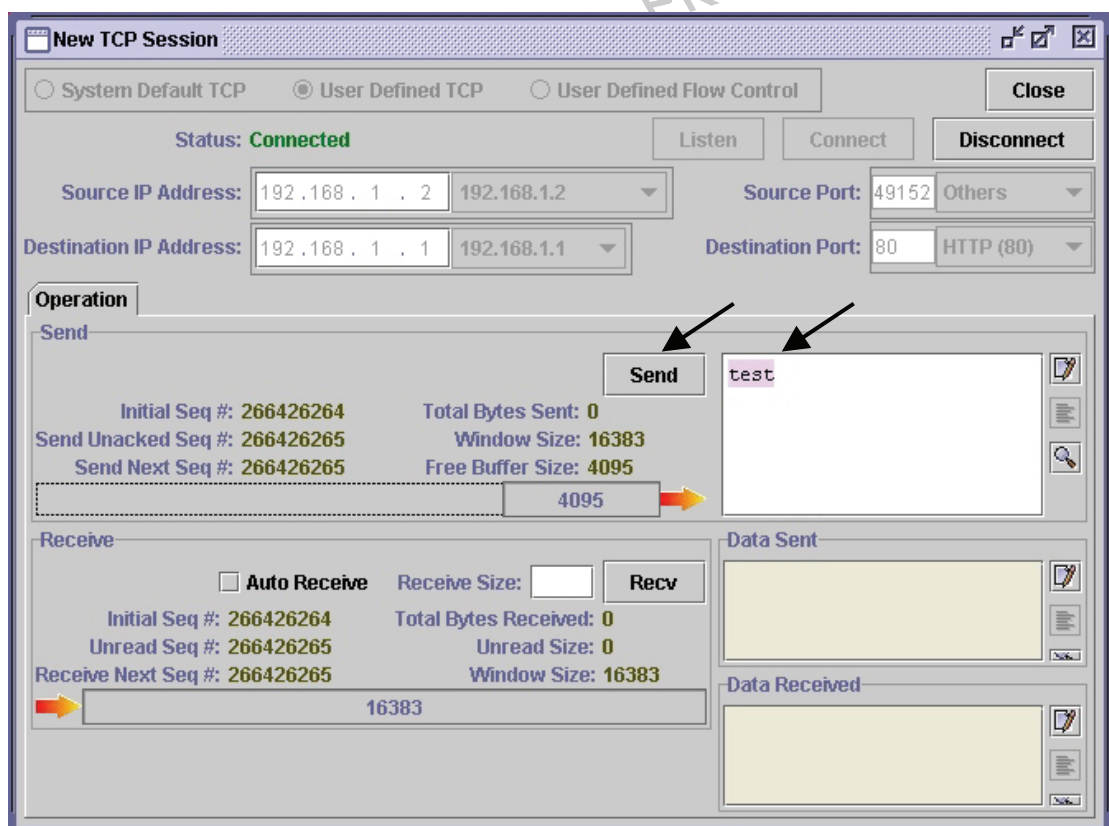 New TCP Session
System Default TCP User Defined TCP User Defined Flow Control Close
Status: Connected Listen Connect Disconnect
Source IP Address: 192.168. 1 . 2 192.168.1.2 Source Port: 49152 Others
Destination IP Address: 192.168. 1 . 1 192.168.1.1 Destination Port: 80 HTTP (80)
Operation
Send
Send test
Initial Seq #: 266426264 Total Bytes Sent: 0
Send Unacked Seq #: 266426265 Window Size: 16383
Send Next Seq #: 266426265 Free Buffer Size: 4095
4095
Receive
Auto Receive Receive Size: Recv
Initial Seq #: 266426264 Total Bytes Received: 0
Unread Seq #: 266426265 Unread Size: 0
Receive Next Seq #: 266426265 Window Size: 16383
16383
Data Sent
Data Received